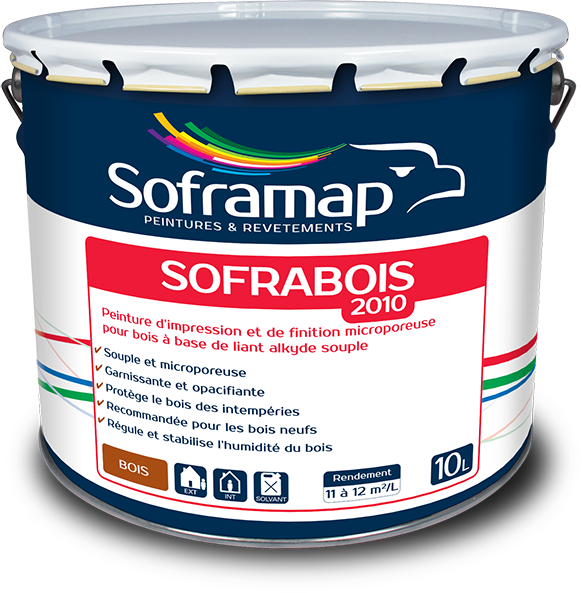 Soframap
PEINTURES & REVETEMENTS
SOFRABOIS
2010
Peinture d'impression et de finition microporeuse
pour bois à base de liant alkyde souple
Souple et microporeuse
Garnissante et opacifiante
Protège le bois des intempéries
Recommandée pour les bois neufs
Régule et stabilise l'humidité du bois
BOIS
EXT
INT
SOLVANT
Rendement
11 à 12 m²/L
10L